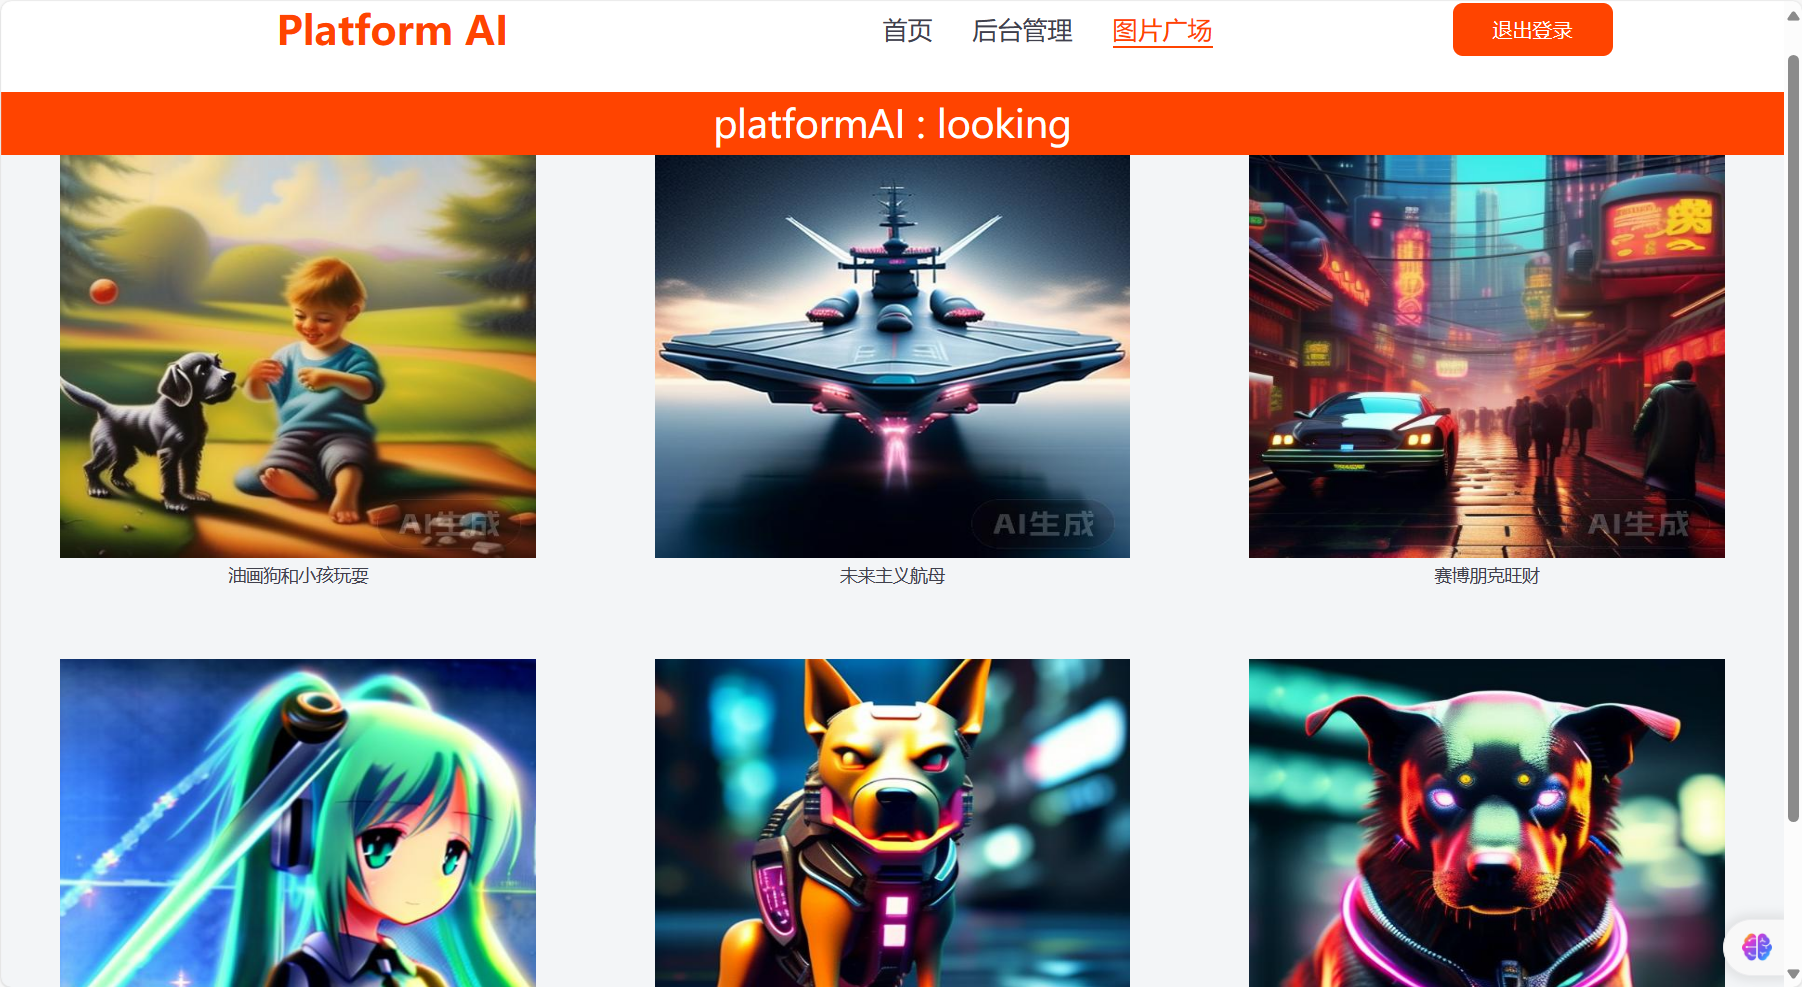 Platform AI
首页
后台管理
图片广场
退出登录
platformAI : looking
AI生成
AI生成
AI生成
油画狗和小孩玩耍
未来主义航母
赛博朋克旺财